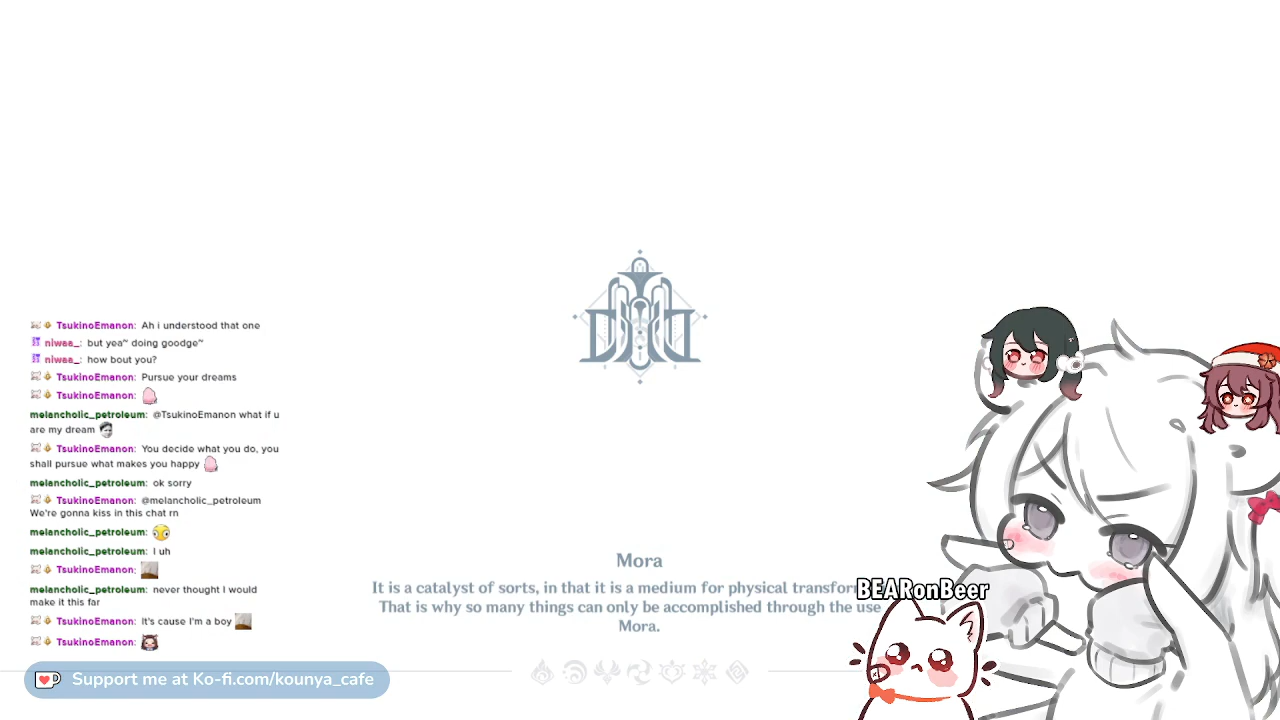 TsukinoEmanon: Ah i understood that one
niwaa_: but yea~ doing goodge~
niwaa_: how bout you?
TsukinoEmanon: Pursue your dreams
TsukinoEmanon:
melancholic_petroleum: @TsukinoEmanon what if u
are my dream
TsukinoEmanon: You decide what you do, you
shall pursue what makes you happy
melancholic_petroleum: ok sorry
TsukinoEmanon: @melancholic_petroleum
We're gonna kiss in this chat rn
melancholic_petroleum:
melancholic_petroleum: I uh
TsukinoEmanon:
melancholic_petroleum: never thought I would
make it this far
TsukinoEmanon: It's cause I'm a boy
TsukinoEmanon:
Support me at Ko-fi.com/kounya_cafe
Mora
It is a catalyst of sorts, in that it is a medium for physical
That is why so many things can only be accomplished through the use
Mora.
BEARonBeer